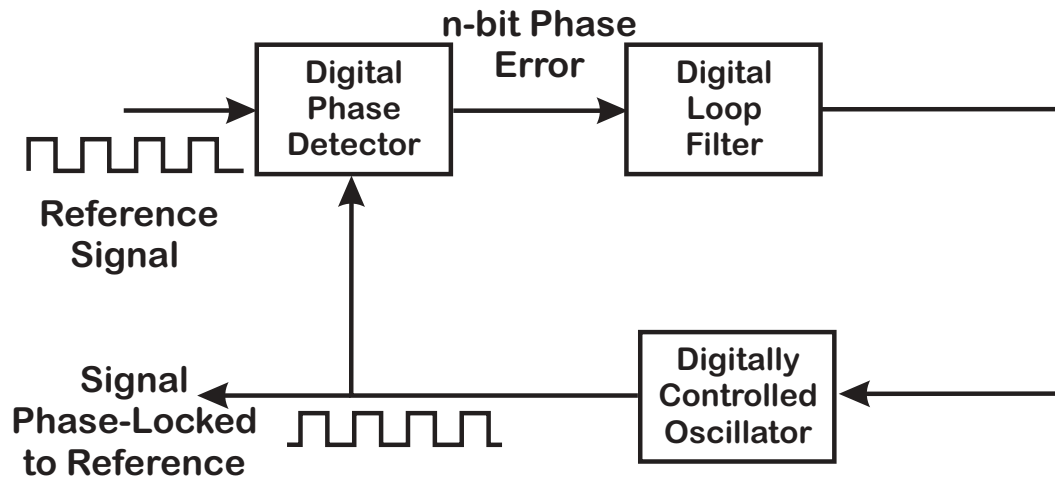 n-bit Phase
Error
Digital
Phase
Detector
Digital
Loop
Filter
Reference
Signal
Digitally
Controlled
Oscillator
Signal
Phase-Locked
to Reference